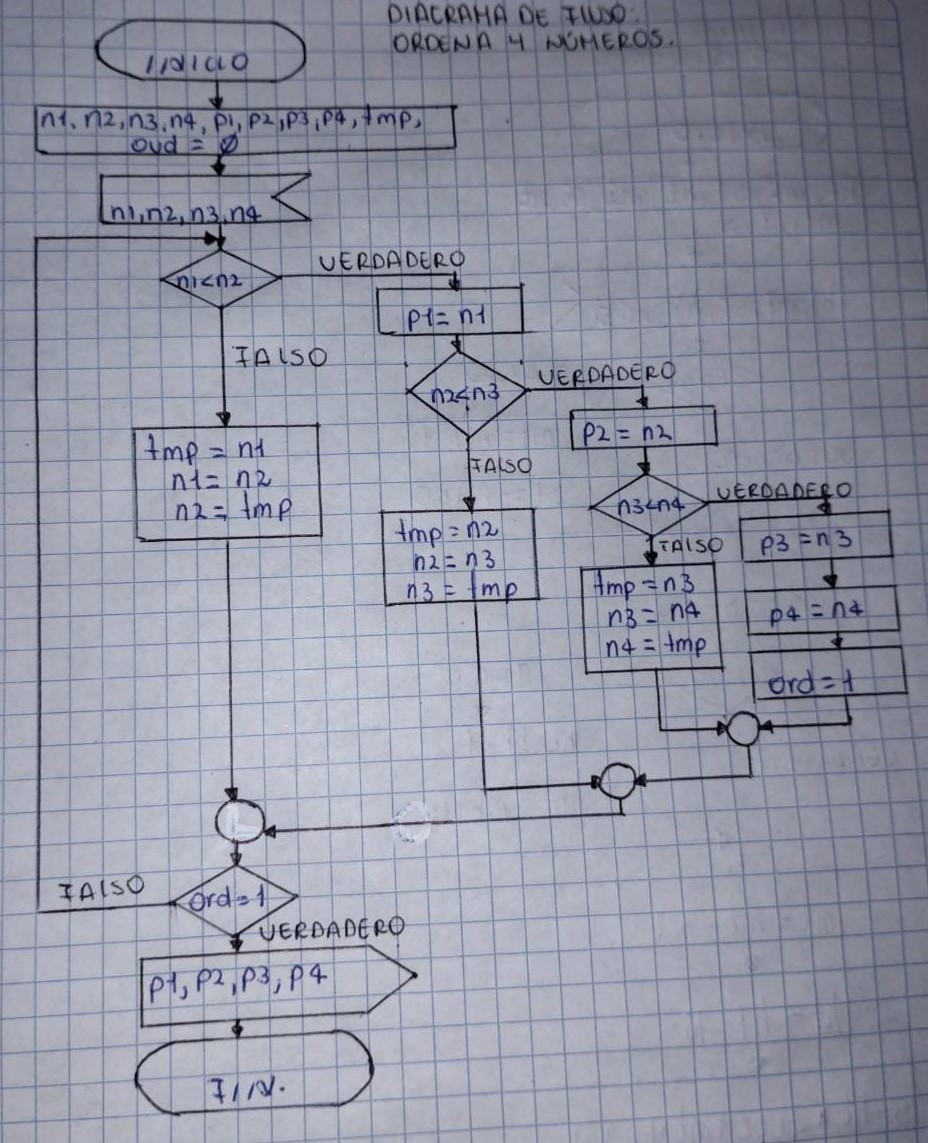 DIAGRAMA DE FLUJO:
ORDENA 4 NÚMEROS.
INICIO
n1, n2, n3, n4, p1, p2, p3, p4, tmp,
ord = 0
n1, n2, n3, n4
n1<n2
VERDADERO
p1 = n1
FALSO
n2<n3
VERDADERO
p2 = n2
FALSO
n3<n4
VERDADERO
p3 = n3
FALSO
p4 = n4
ord = 1
tmp = n1
n1 = n2
n2 = tmp
tmp = n2
n2 = n3
n3 = tmp
tmp = n3
n3 = n4
n4 = tmp
ord = 1
FALSO
VERDADERO
p1, p2, p3, p4
FIN.